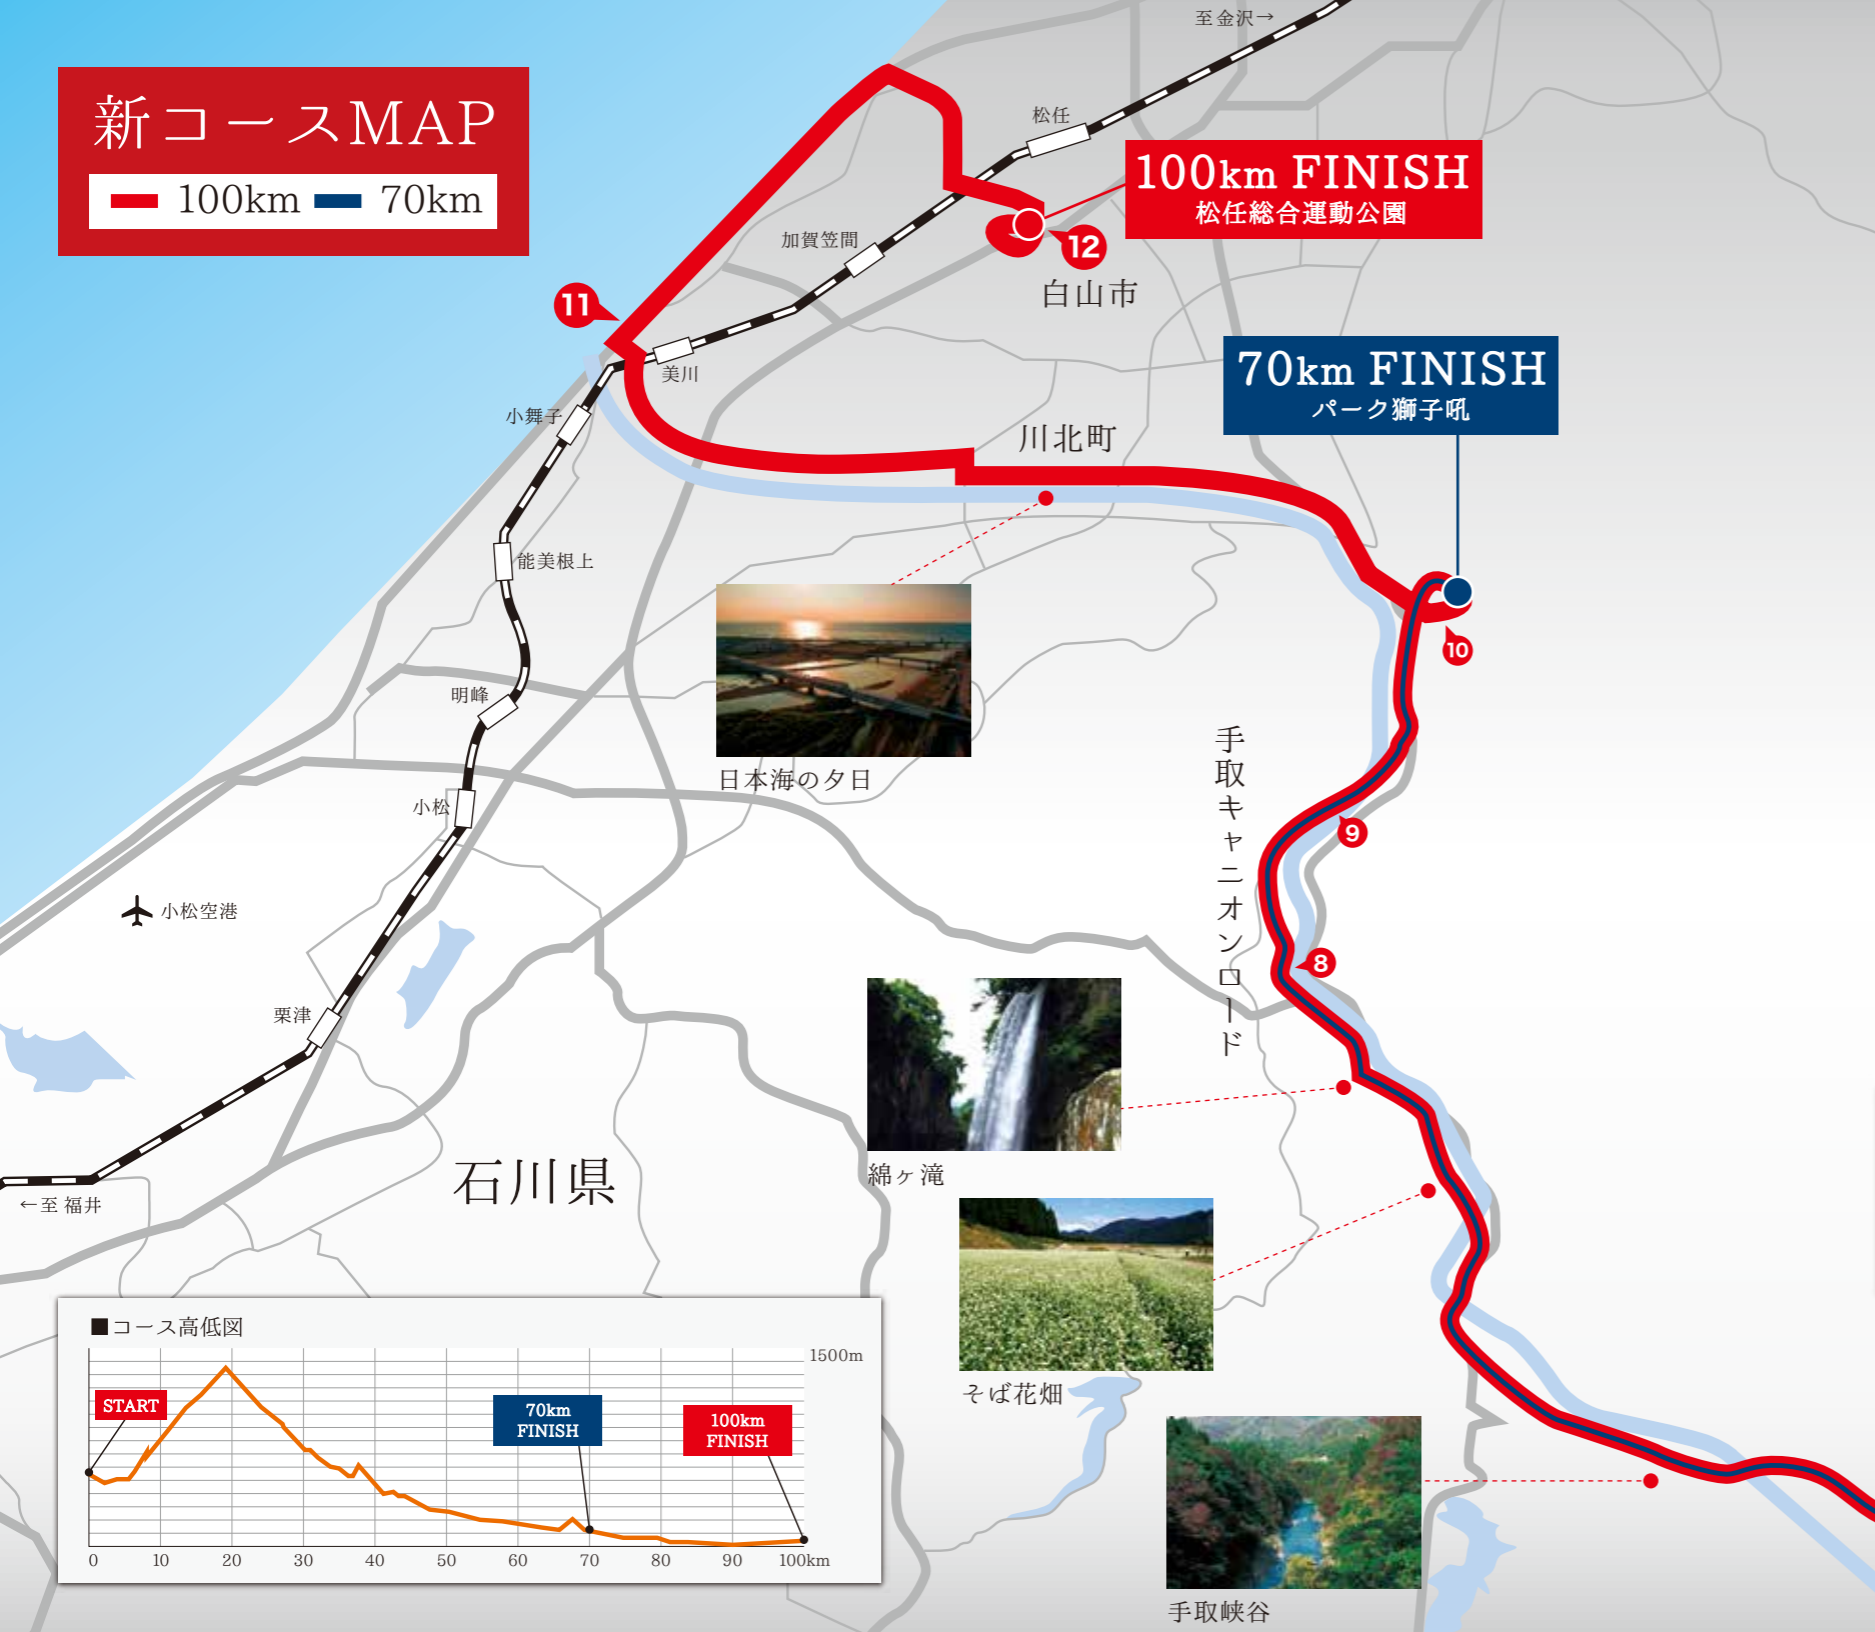 新コースMAP
100km 70km
至金沢→
松任
100km FINISH
松任総合運動公園
加賀笠間
12
白山市
11
美川
70km FINISH
パーク獅子吼
小舞子
川北町
能美根上
10
明峰
日本海の夕日
手取キャニオンロード
小松
9
小松空港
8
栗津
綿ヶ滝
石川県
←至 福井
そば花畑
手取峡谷
■コース高低図
1500m
START
70km
FINISH
100km
FINISH
0 10 20 30 40 50 60 70 80 90 100km